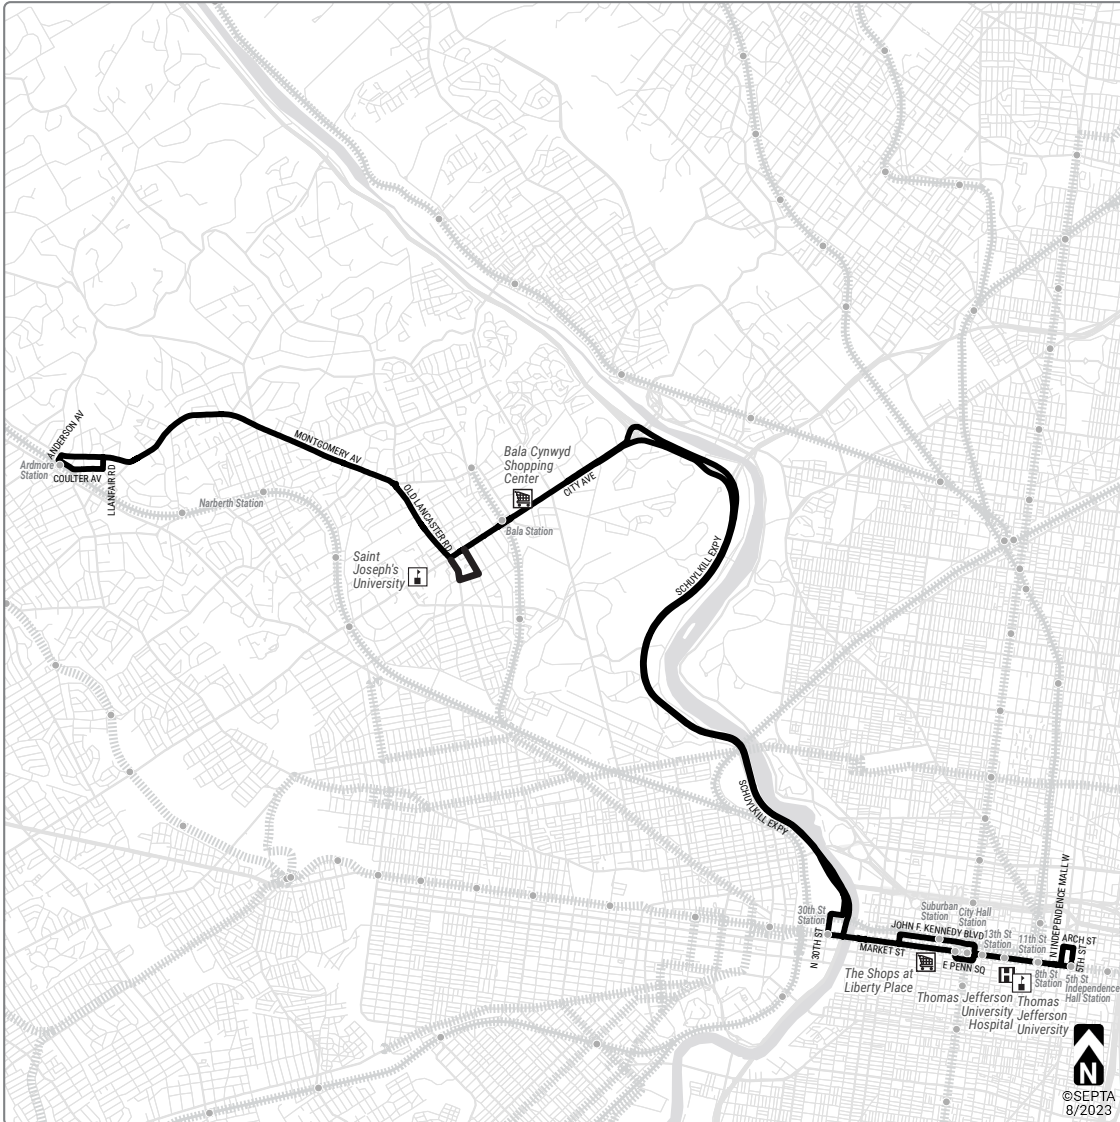 ANDERSON AV
Ardmore
Station
COULTER AV
LLANFAIR RD
MONTGOMERY AV
Narberth Station
OLD LANCASTER RD
Bala Cynwyd
Shopping
Center
CITY AVE
Bala Station
Saint
Joseph's
University
SCHUYLKILL EXPY
SCHUYLKILL EXPY
30th St
Station
N 30TH ST
Suburban
Station
City Hall
Station
JOHN F. KENNEDY BLVD
13th St
Station
11th St
Station
N INDEPENDENCE MALL W
ARCH ST
5TH ST
MARKET ST
E PENN SQ
The Shops at
Liberty Place
H
8th St
Station
5th St
Independence
Hall Station
Thomas Jefferson
University
Hospital
Thomas
Jefferson
University
N
©SEPTA
8/2023